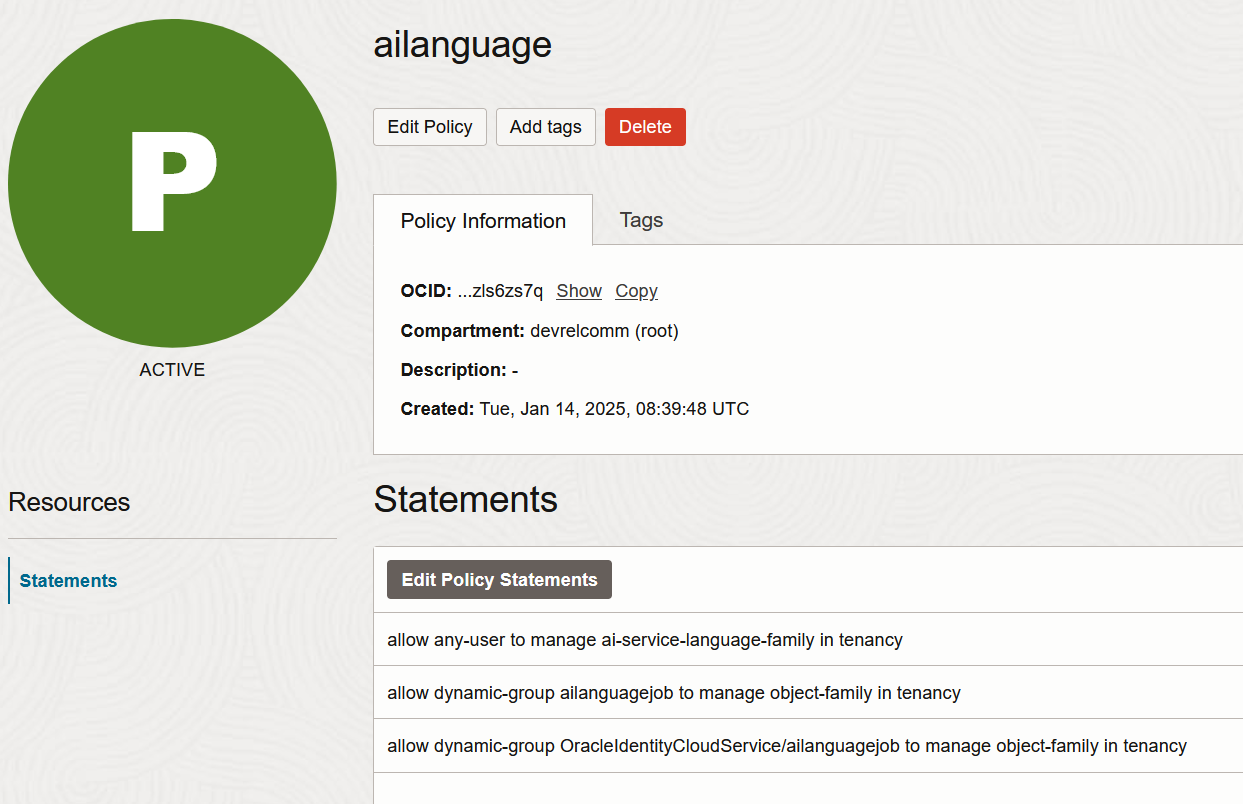 P
ACTIVE
Resources
Statements
ailanguage
Edit Policy Add tags Delete
Policy Information Tags
OCID: ...zls6zs7q Show Copy
Compartment: devrelcomm (root)
Description: -
Created: Tue, Jan 14, 2025, 08:39:48 UTC
Statements
Edit Policy Statements
allow any-user to manage ai-service-language-family in tenancy
allow dynamic-group ailanguagejob to manage object-family in tenancy
allow dynamic-group OracleIdentityCloudService/ailanguagejob to manage object-family in tenancy